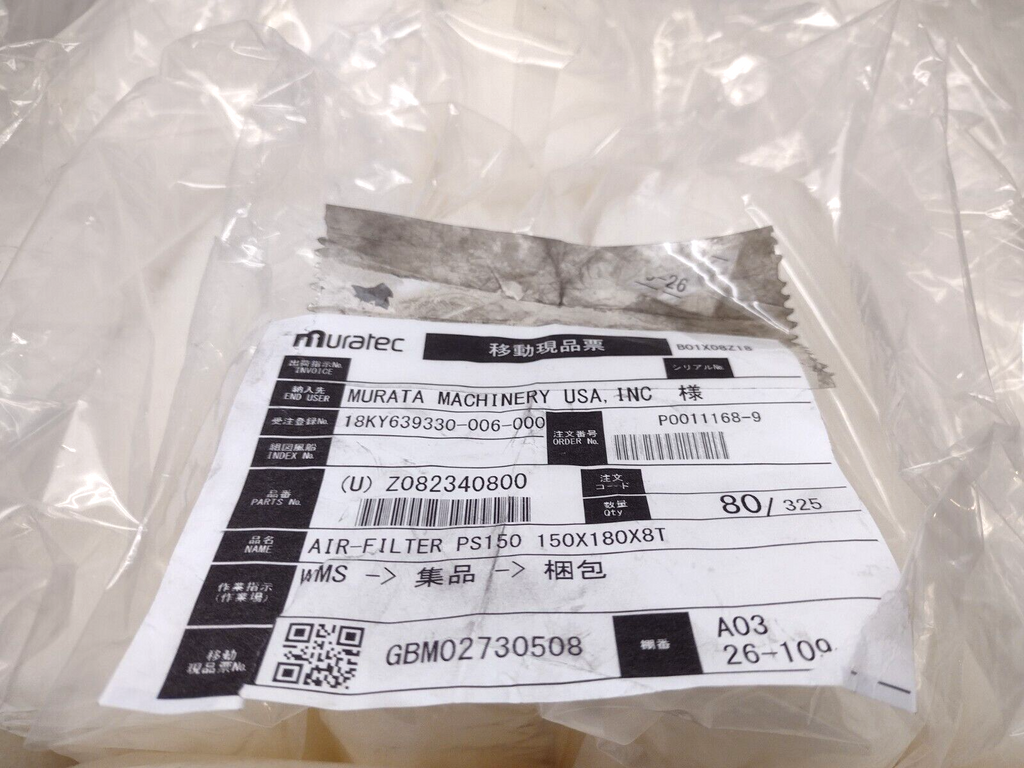 -26
muratec 移動現品票 B01X08Z18
出荷指示No.
INVOICE
シリアルNo.
納入先
END USER
MURATA MACHINERY USA, INC 様
受注登録No. 18KY639330-006-000
注文番号
ORDER No.
P0011168-9
組図風船
INDEX No.
品番
PARTS No.
(U) Z082340800
注文
コード
数量
Qty
80/ 325
品名
NAME
AIR-FILTER PS150 150X180X8T
作業指示
(作業場)
WMS -> 集品 -> 梱包
移動
現品票No.
GBM02730508
棚番
A03
26-109